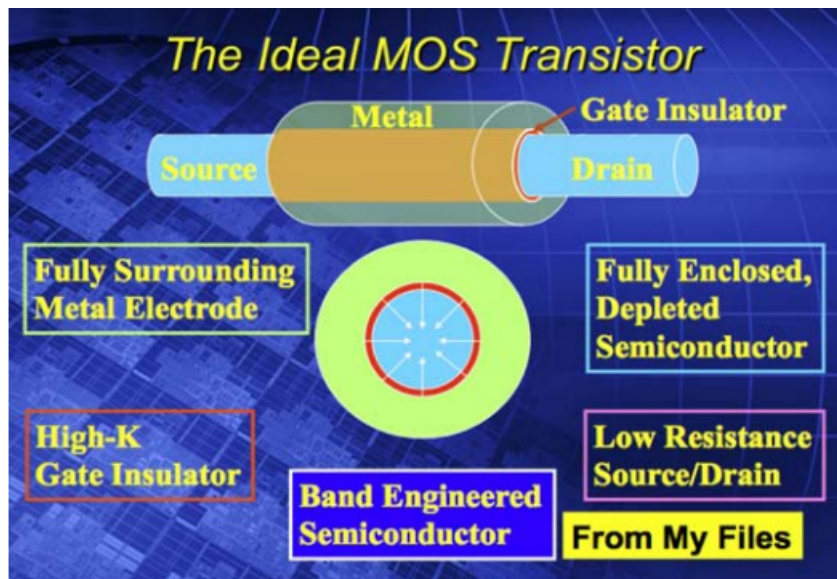 The Ideal MOS Transistor
Metal
Gate Insulator
Source
Drain
Fully Surrounding
Metal Electrode
Fully Enclosed,
Depleted
Semiconductor
High-K
Gate Insulator
Low Resistance
Source/Drain
Band Engineered
Semiconductor
From My Files